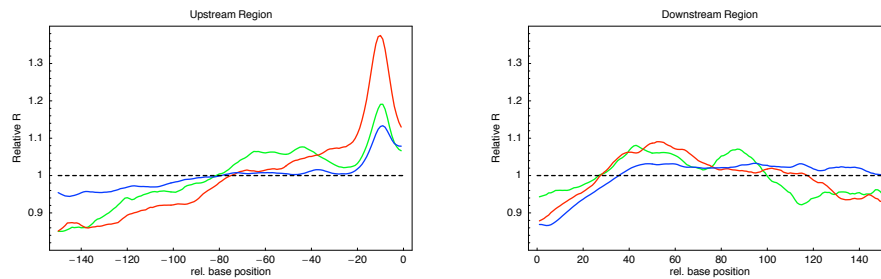 Upstream Region
Relative R
1.3
1.2
1.1
1
0.9
−140 −120 −100 −80 −60 −40 −20 0
rel. base position
Downstream Region
Relative R
1.3
1.2
1.1
1
0.9
0 20 40 60 80 100 120 140
rel. base position